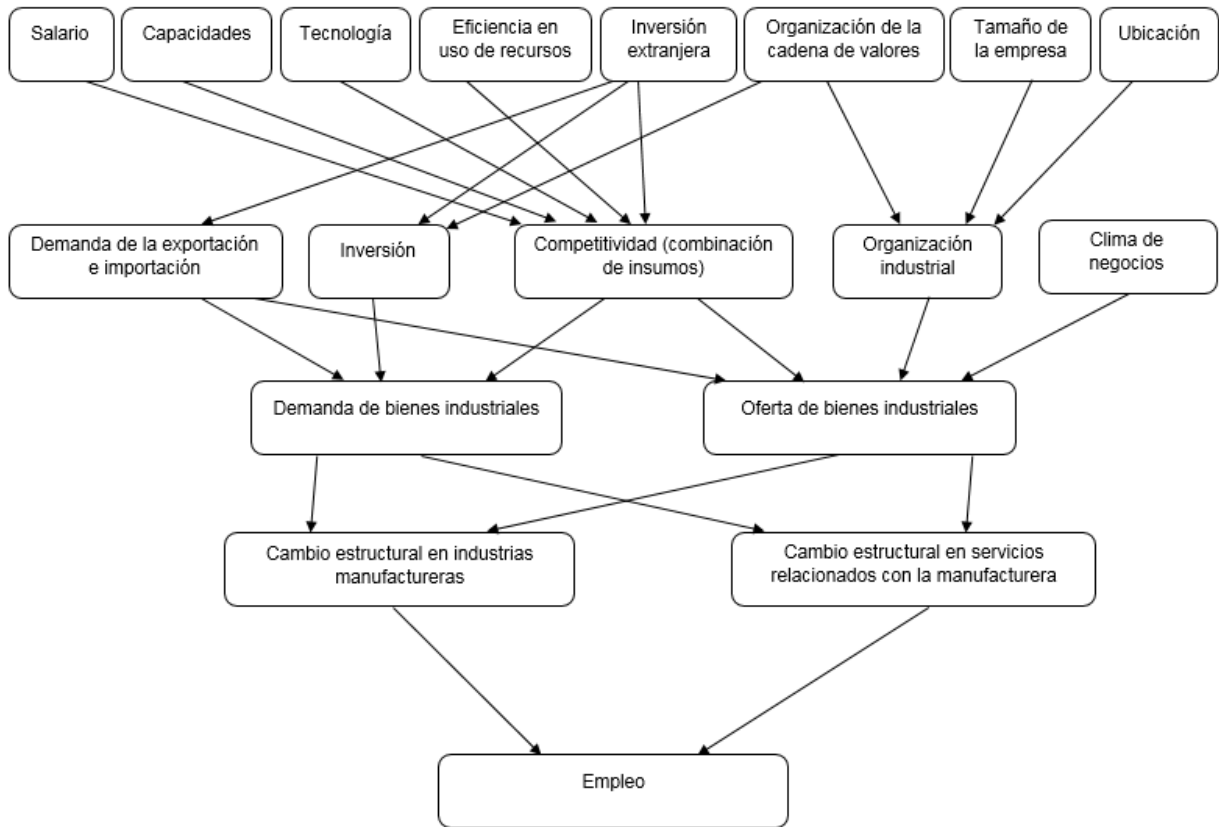 Salario
Capacidades
Tecnología
Eficiencia en
uso de recursos
Inversión
extranjera
Organización de la
cadena de valores
Tamaño de
la empresa
Ubicación
Demanda de la exportación
e importación
Inversión
Competitividad (combinación
de insumos)
Organización
industrial
Clima de
negocios
Demanda de bienes industriales
Oferta de bienes industriales
Cambio estructural en industrias
manufactureras
Cambio estructural en servicios
relacionados con la manufacturera
Empleo